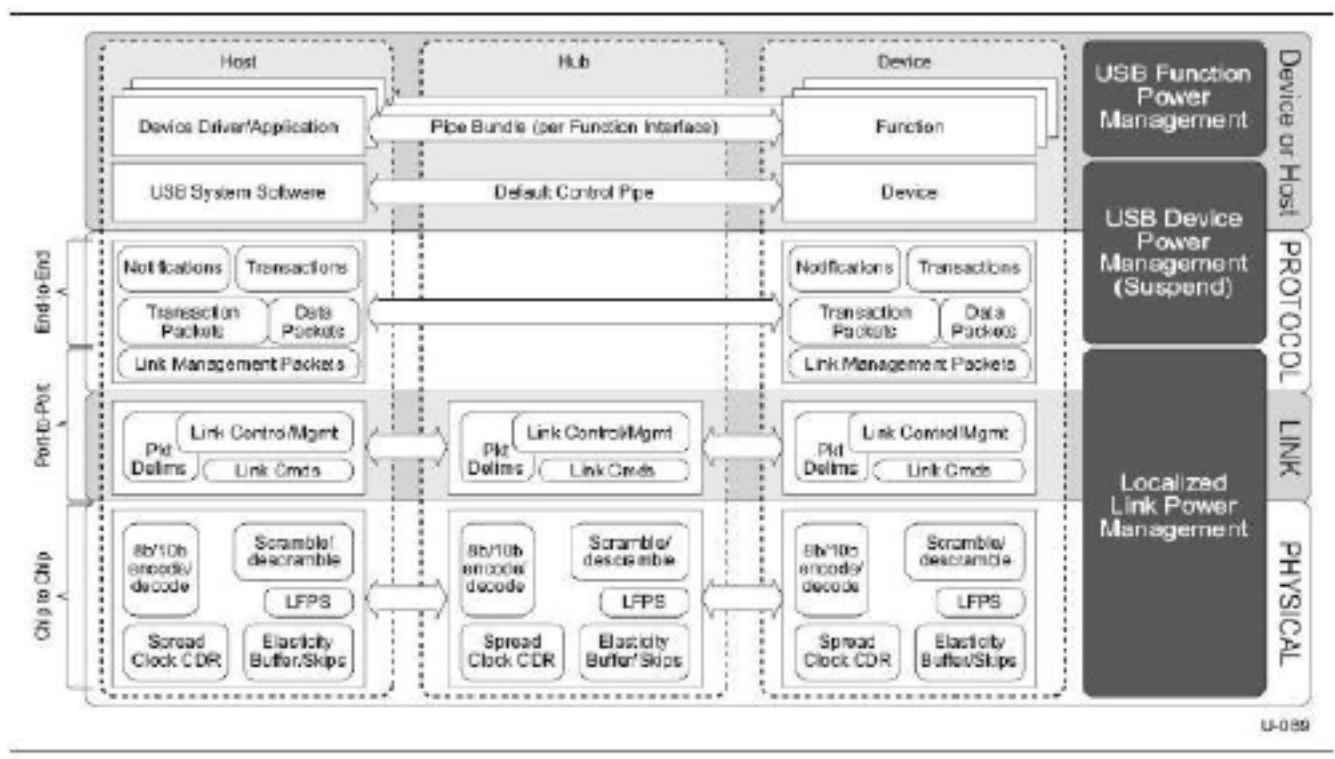 Host
Hub
Device
Device Driver/Application
Pipe Bundle (per Function Interface)
Function
USB System Software
Default Control Pipe
Device
USB Function
Power
Management
USB Device
Power
Management
(Suspend)
Localized
Link Power
Management
Device or Host
PROTOCOL
LINK
PHYSICAL
End-to-End
Port-to-Port
Chip to Chip
Notifications
Transactions
Transaction
Packets
Data
Packets
Link Management Packets
Notifications
Transactions
Transaction
Packets
Data
Packets
Link Management Packets
Pkt
Delims
Link Control/Mgmt
Link Cmds
Pkt
Delims
Link Control/Mgmt
Link Cmds
Pkt
Delims
Link Control/Mgmt
Link Cmds
8b/10b
encode/
decode
Scramble/
descramble
LFPS
Spread
Clock CDR
Elasticity
Buffer/Skips
8b/10b
encode/
decode
Scramble/
descramble
LFPS
Spread
Clock CDR
Elasticity
Buffer/Skips
8b/10b
encode/
decode
Scramble/
descramble
LFPS
Spread
Clock CDR
Elasticity
Buffer/Skips
U-089